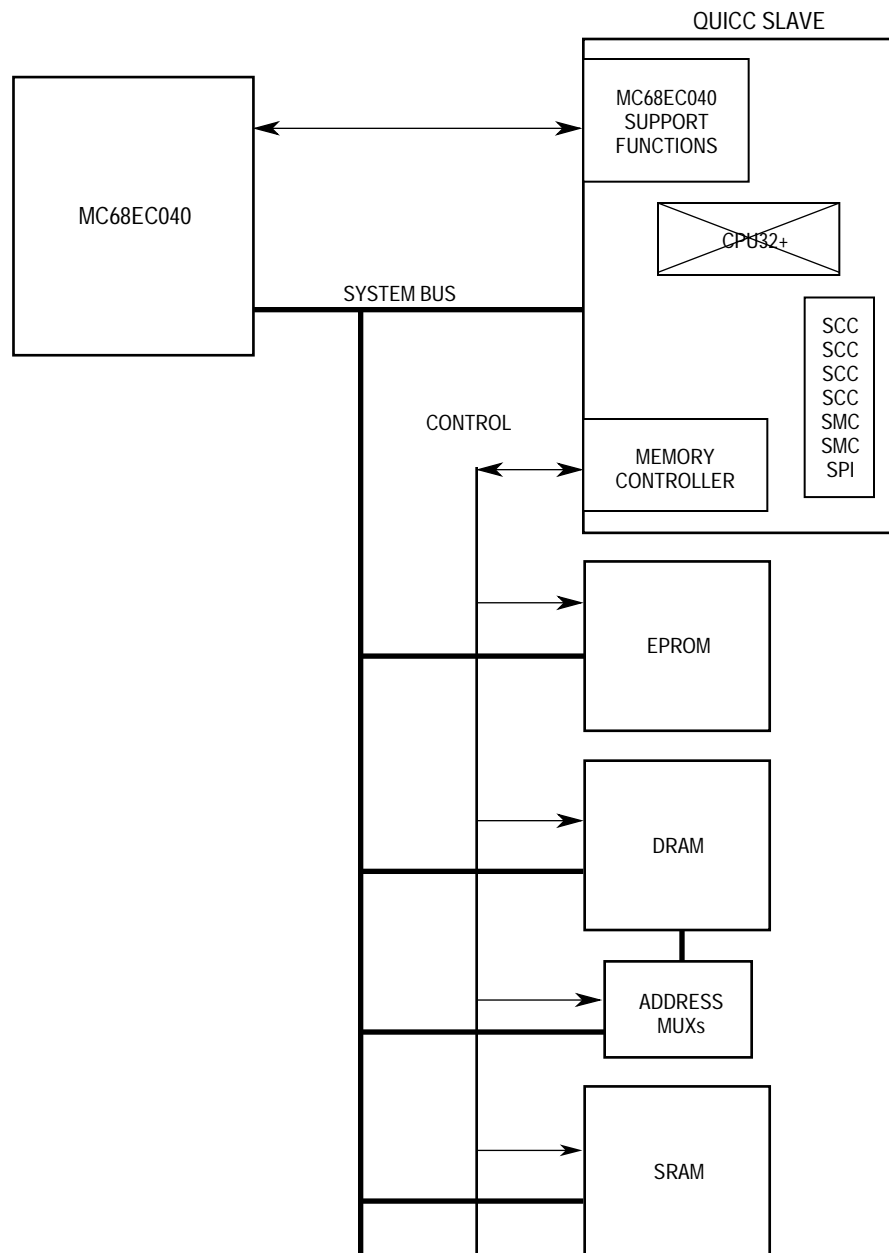 QUICC SLAVE
MC68EC040
SUPPORT
FUNCTIONS
MC68EC040
CPU32+
SYSTEM BUS
SCC
SCC
SCC
SCC
SMC
SMC
SPI
CONTROL
MEMORY
CONTROLLER
EPROM
DRAM
ADDRESS
MUXs
SRAM